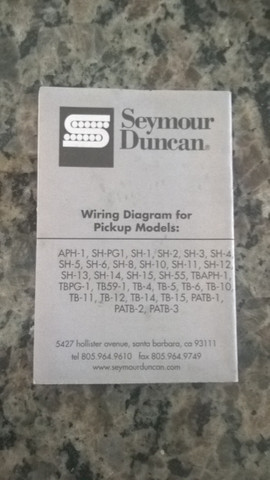 Seymour
Duncan®
Wiring Diagram for
Pickup Models:
APH-1, SH-PG1, SH-1, SH-2, SH-3, SH-4,
SH-5, SH-6, SH-8, SH-10, SH-11, SH-12,
SH-13, SH-14, SH-15, SH-55, TBAPH-1,
TBPG-1, TB59-1, TB-4, TB-5, TB-6, TB-10,
TB-11, TB-12, TB-14, TB-15, PATB-1,
PATB-2, PATB-3
5427 hollister avenue, santa barbara, ca 93111
tel 805.964.9610 fax 805.964.9749
www.seymourduncan.com